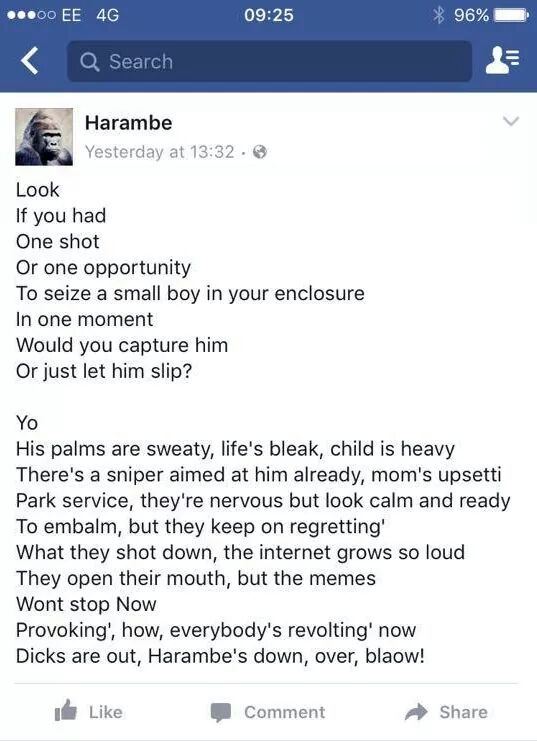 EE 4G 09:25 96%
Search
Harambe
Yesterday at 13:32 ·
Look
If you had
One shot
Or one opportunity
To seize a small boy in your enclosure
In one moment
Would you capture him
Or just let him slip?
Yo
His palms are sweaty, life's bleak, child is heavy
There's a sniper aimed at him already, mom's upsetti
Park service, they're nervous but look calm and ready
To embalm, but they keep on regretting'
What they shot down, the internet grows so loud
They open their mouth, but the memes
Wont stop Now
Provoking', how, everybody's revolting' now
Dicks are out, Harambe's down, over, blaow!
Like Comment Share